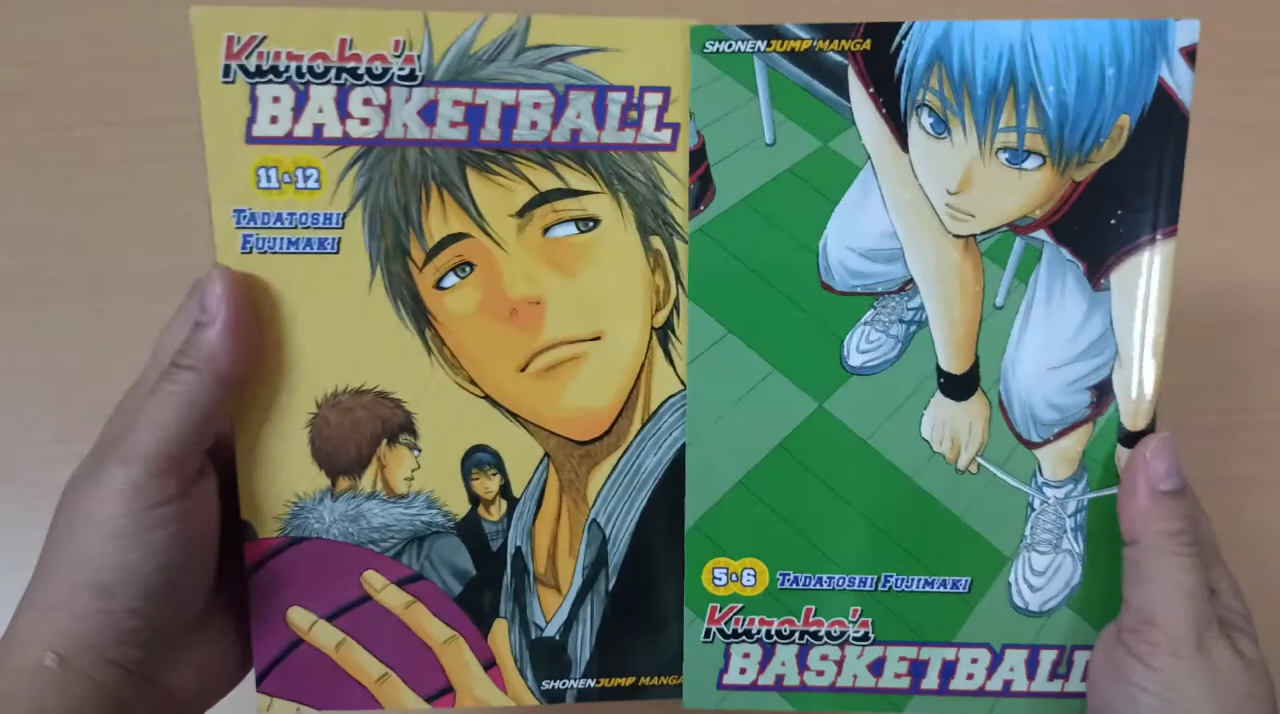 Kuroko's
BASKETBALL
11 & 12
TADATOSHI
FUJIMAKI
SHONEN JUMP MANGA
SHONEN JUMP MANGA
5 & 6 TADATOSHI FUJIMAKI
Kuroko's
BASKETBALL